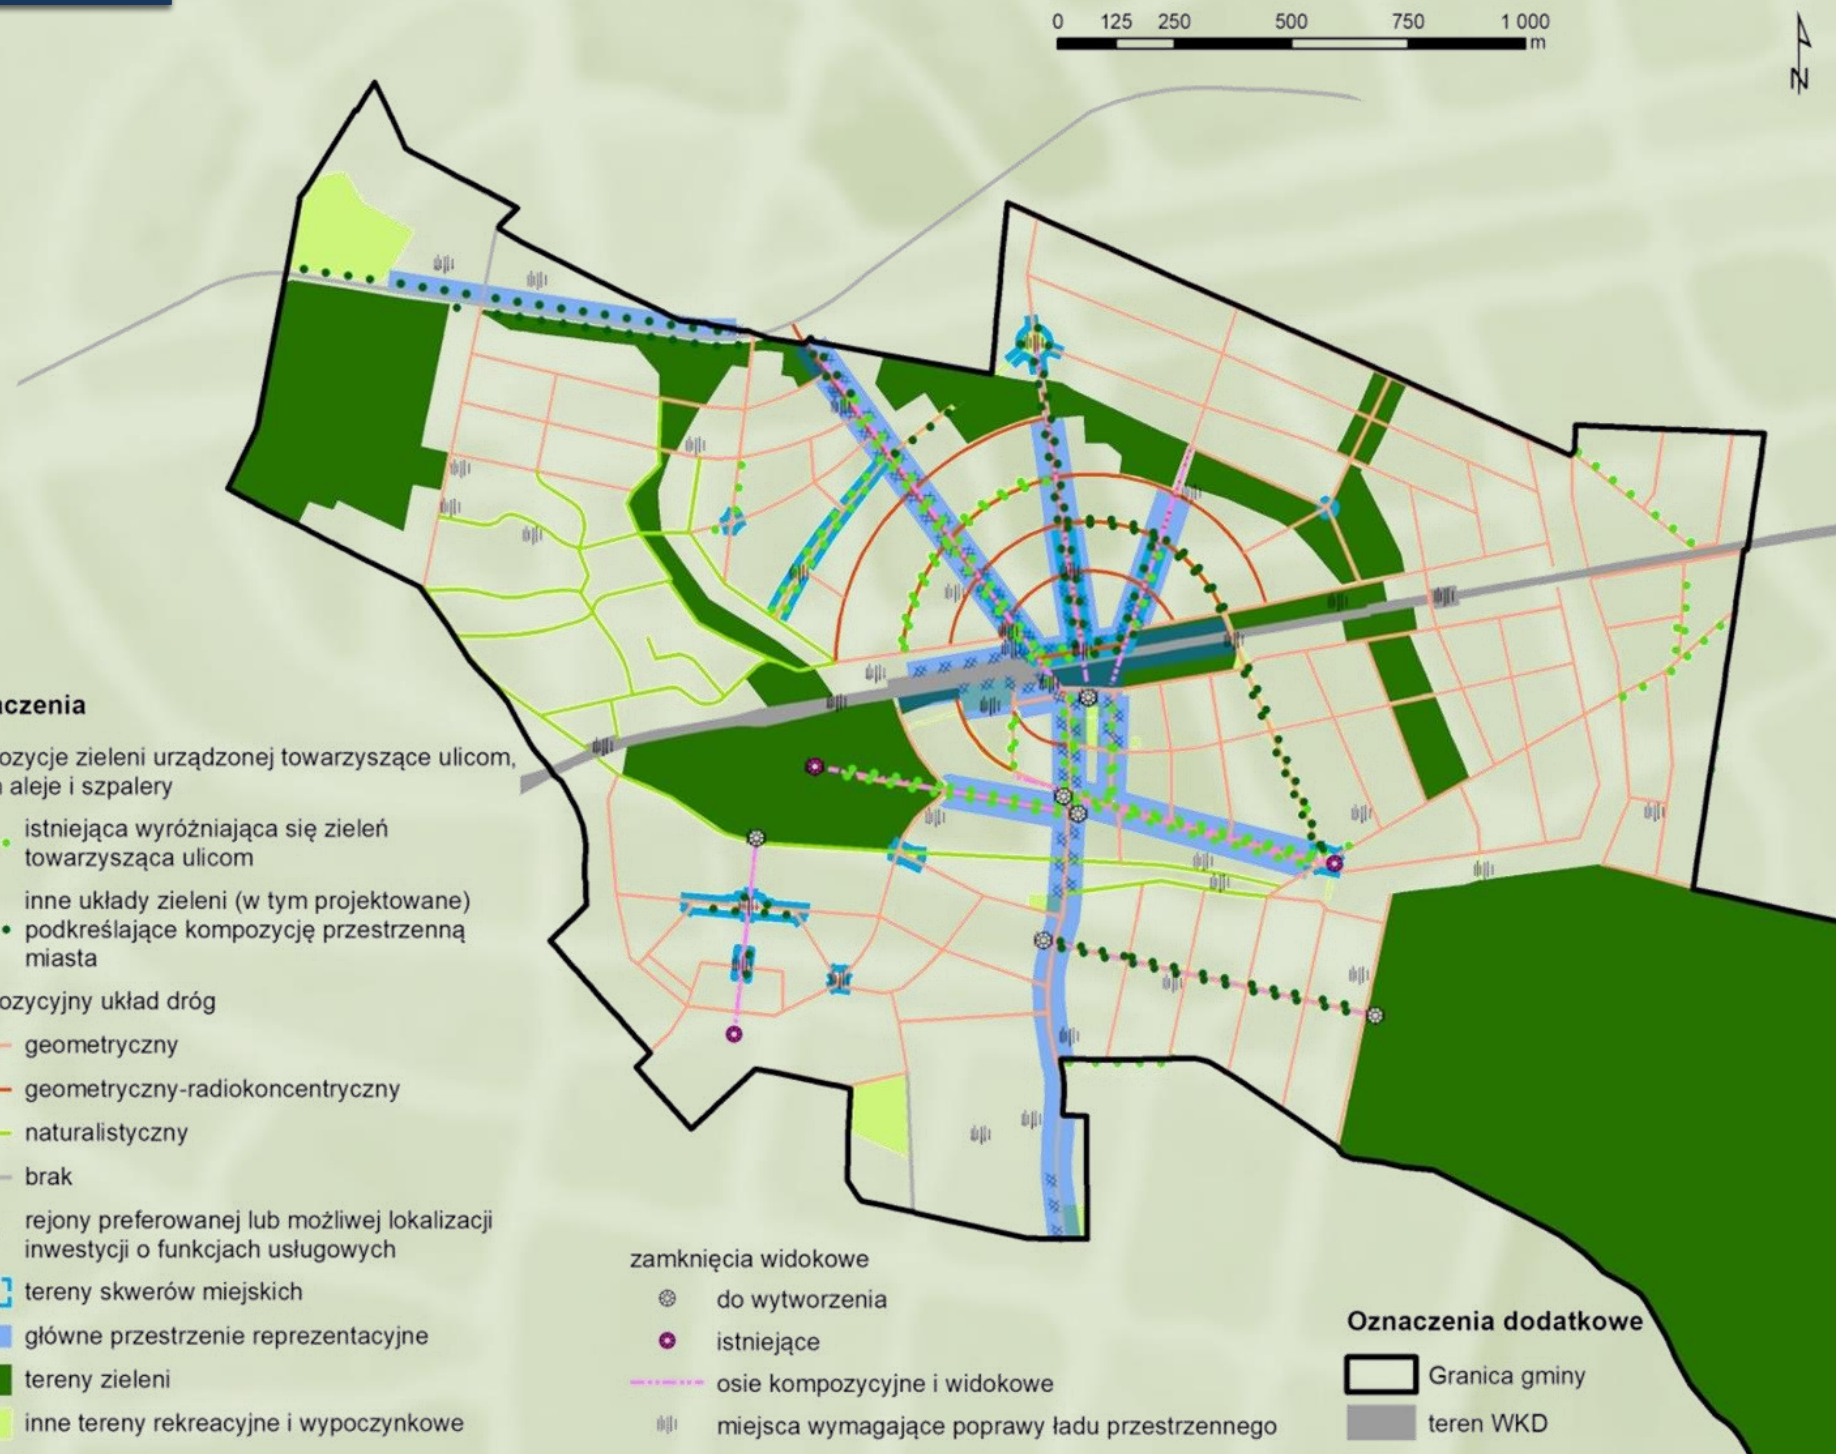 0 125 250 500 750 1 000
m
N
czenia
ozycje zieleni urządzonej towarzyszące ulicom,
aleje i szpalery
istniejąca wyróżniająca się zieleń
towarzysząca ulicom
inne układy zieleni (w tym projektowane)
podkreślające kompozycję przestrzenną
miasta
ozycyjny układ dróg
geometryczny
geometryczny-radiokoncentryczny
naturalistyczny
brak
rejony preferowanej lub możliwej lokalizacji
inwestycji o funkcjach usługowych
tereny skwerów miejskich
główne przestrzenie reprezentacyjne
tereny zieleni
inne tereny rekreacyjne i wypoczynkowe
zamknięcia widokowe
do wytworzenia
istniejące
osie kompozycyjne i widokowe
miejsca wymagające poprawy ładu przestrzennego
Oznaczenia dodatkowe
Granica gminy
teren WKD